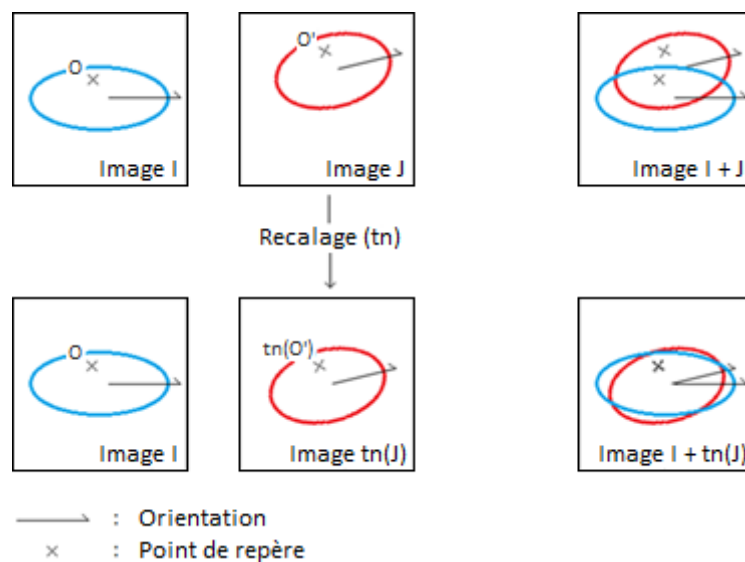 O
Image I
O'
Image J
Image I + J
Recalage (tn)
O
Image I
tn(O')
Image tn(J)
Image I + tn(J)
: Orientation
: Point de repère